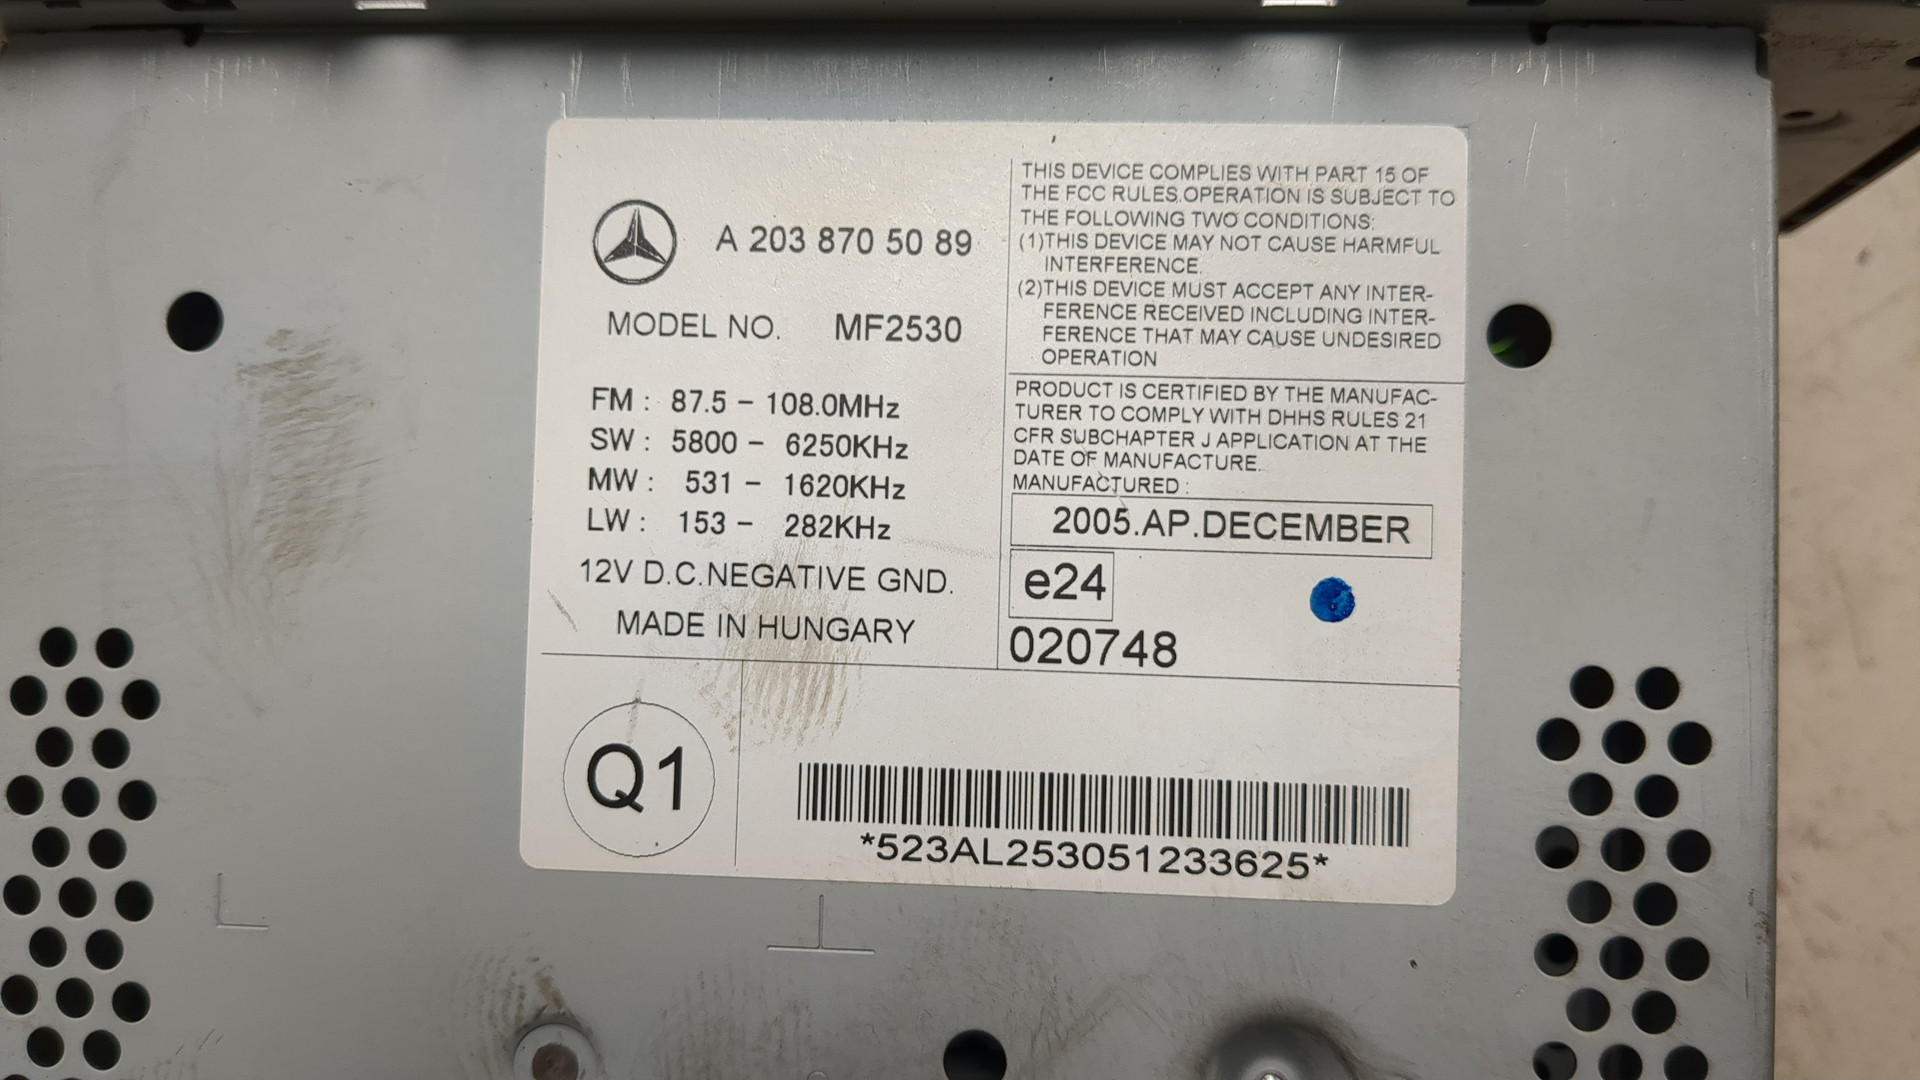 A 203 870 50 89
MODEL NO. MF2530
FM : 87.5 – 108.0MHz
SW : 5800 – 6250KHz
MW : 531 – 1620KHz
LW : 153 – 282KHz
12V D.C.NEGATIVE GND.
MADE IN HUNGARY
THIS DEVICE COMPLIES WITH PART 15 OF
THE FCC RULES.OPERATION IS SUBJECT TO
THE FOLLOWING TWO CONDITIONS:
(1)THIS DEVICE MAY NOT CAUSE HARMFUL
INTERFERENCE.
(2)THIS DEVICE MUST ACCEPT ANY INTER-
FERENCE RECEIVED INCLUDING INTER-
FERENCE THAT MAY CAUSE UNDESIRED
OPERATION
PRODUCT IS CERTIFIED BY THE MANUFAC-
TURER TO COMPLY WITH DHHS RULES 21
CFR SUBCHAPTER J APPLICATION AT THE
DATE OF MANUFACTURE.
MANUFACTURED :
2005.AP.DECEMBER
e24
020748
Q1
*523AL253051233625*